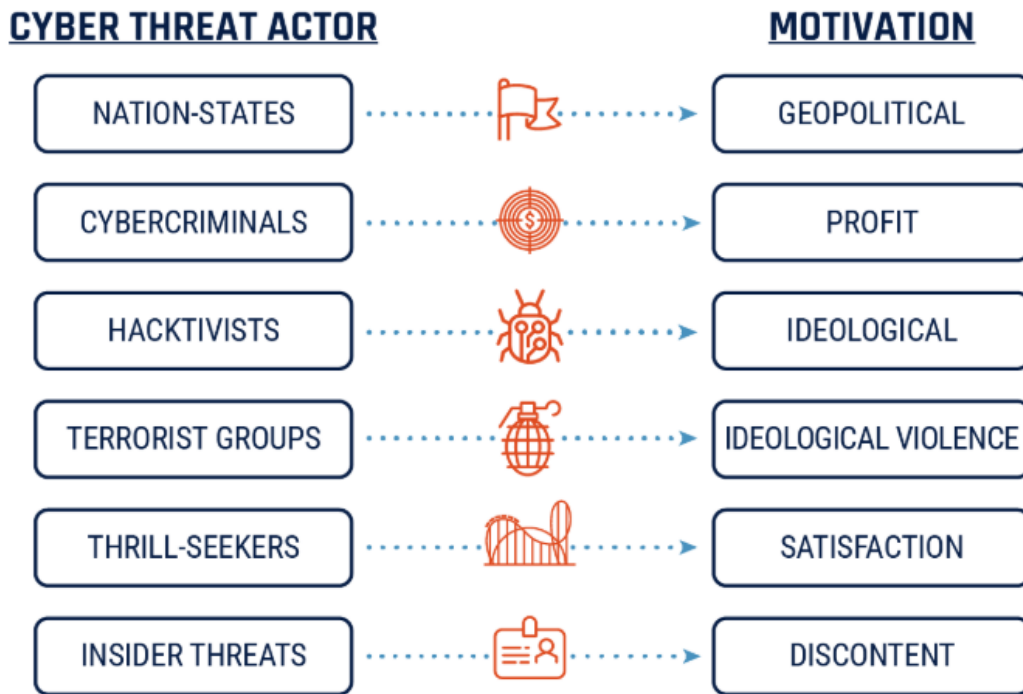 CYBER THREAT ACTOR MOTIVATION
NATION-STATES GEOPOLITICAL
CYBERCRIMINALS $ PROFIT
HACKTIVISTS IDEOLOGICAL
TERRORIST GROUPS IDEOLOGICAL VIOLENCE
THRILL-SEEKERS SATISFACTION
INSIDER THREATS DISCONTENT